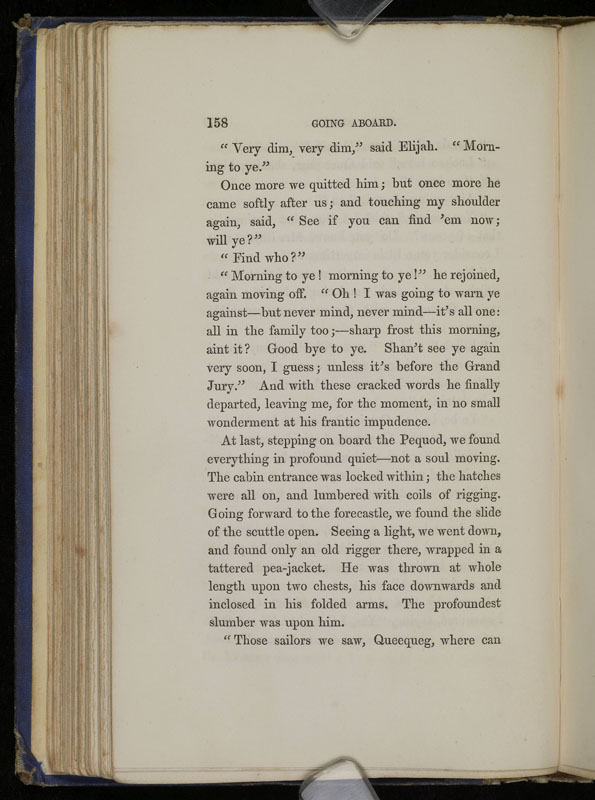 158 GOING ABOARD.
“ Very dim, very dim,” said Elijah. “ Morn-
ing to ye.”
Once more we quitted him; but once more he
came softly after us; and touching my shoulder
again, said, “ See if you can find ’em now;
will ye?”
“ Find who?”
“ Morning to ye! morning to ye!” he rejoined,
again moving off. “ Oh! I was going to warn ye
against—but never mind, never mind—it’s all one:
all in the family too;—sharp frost this morning,
aint it? Good bye to ye. Shan’t see ye again
very soon, I guess; unless it’s before the Grand
Jury.” And with these cracked words he finally
departed, leaving me, for the moment, in no small
wonderment at his frantic impudence.
At last, stepping on board the Pequod, we found
everything in profound quiet—not a soul moving.
The cabin entrance was locked within; the hatches
were all on, and lumbered with coils of rigging.
Going forward to the forecastle, we found the slide
of the scuttle open. Seeing a light, we went down,
and found only an old rigger there, wrapped in a
tattered pea-jacket. He was thrown at whole
length upon two chests, his face downwards and
inclosed in his folded arms. The profoundest
slumber was upon him.
“ Those sailors we saw, Queequeg, where can